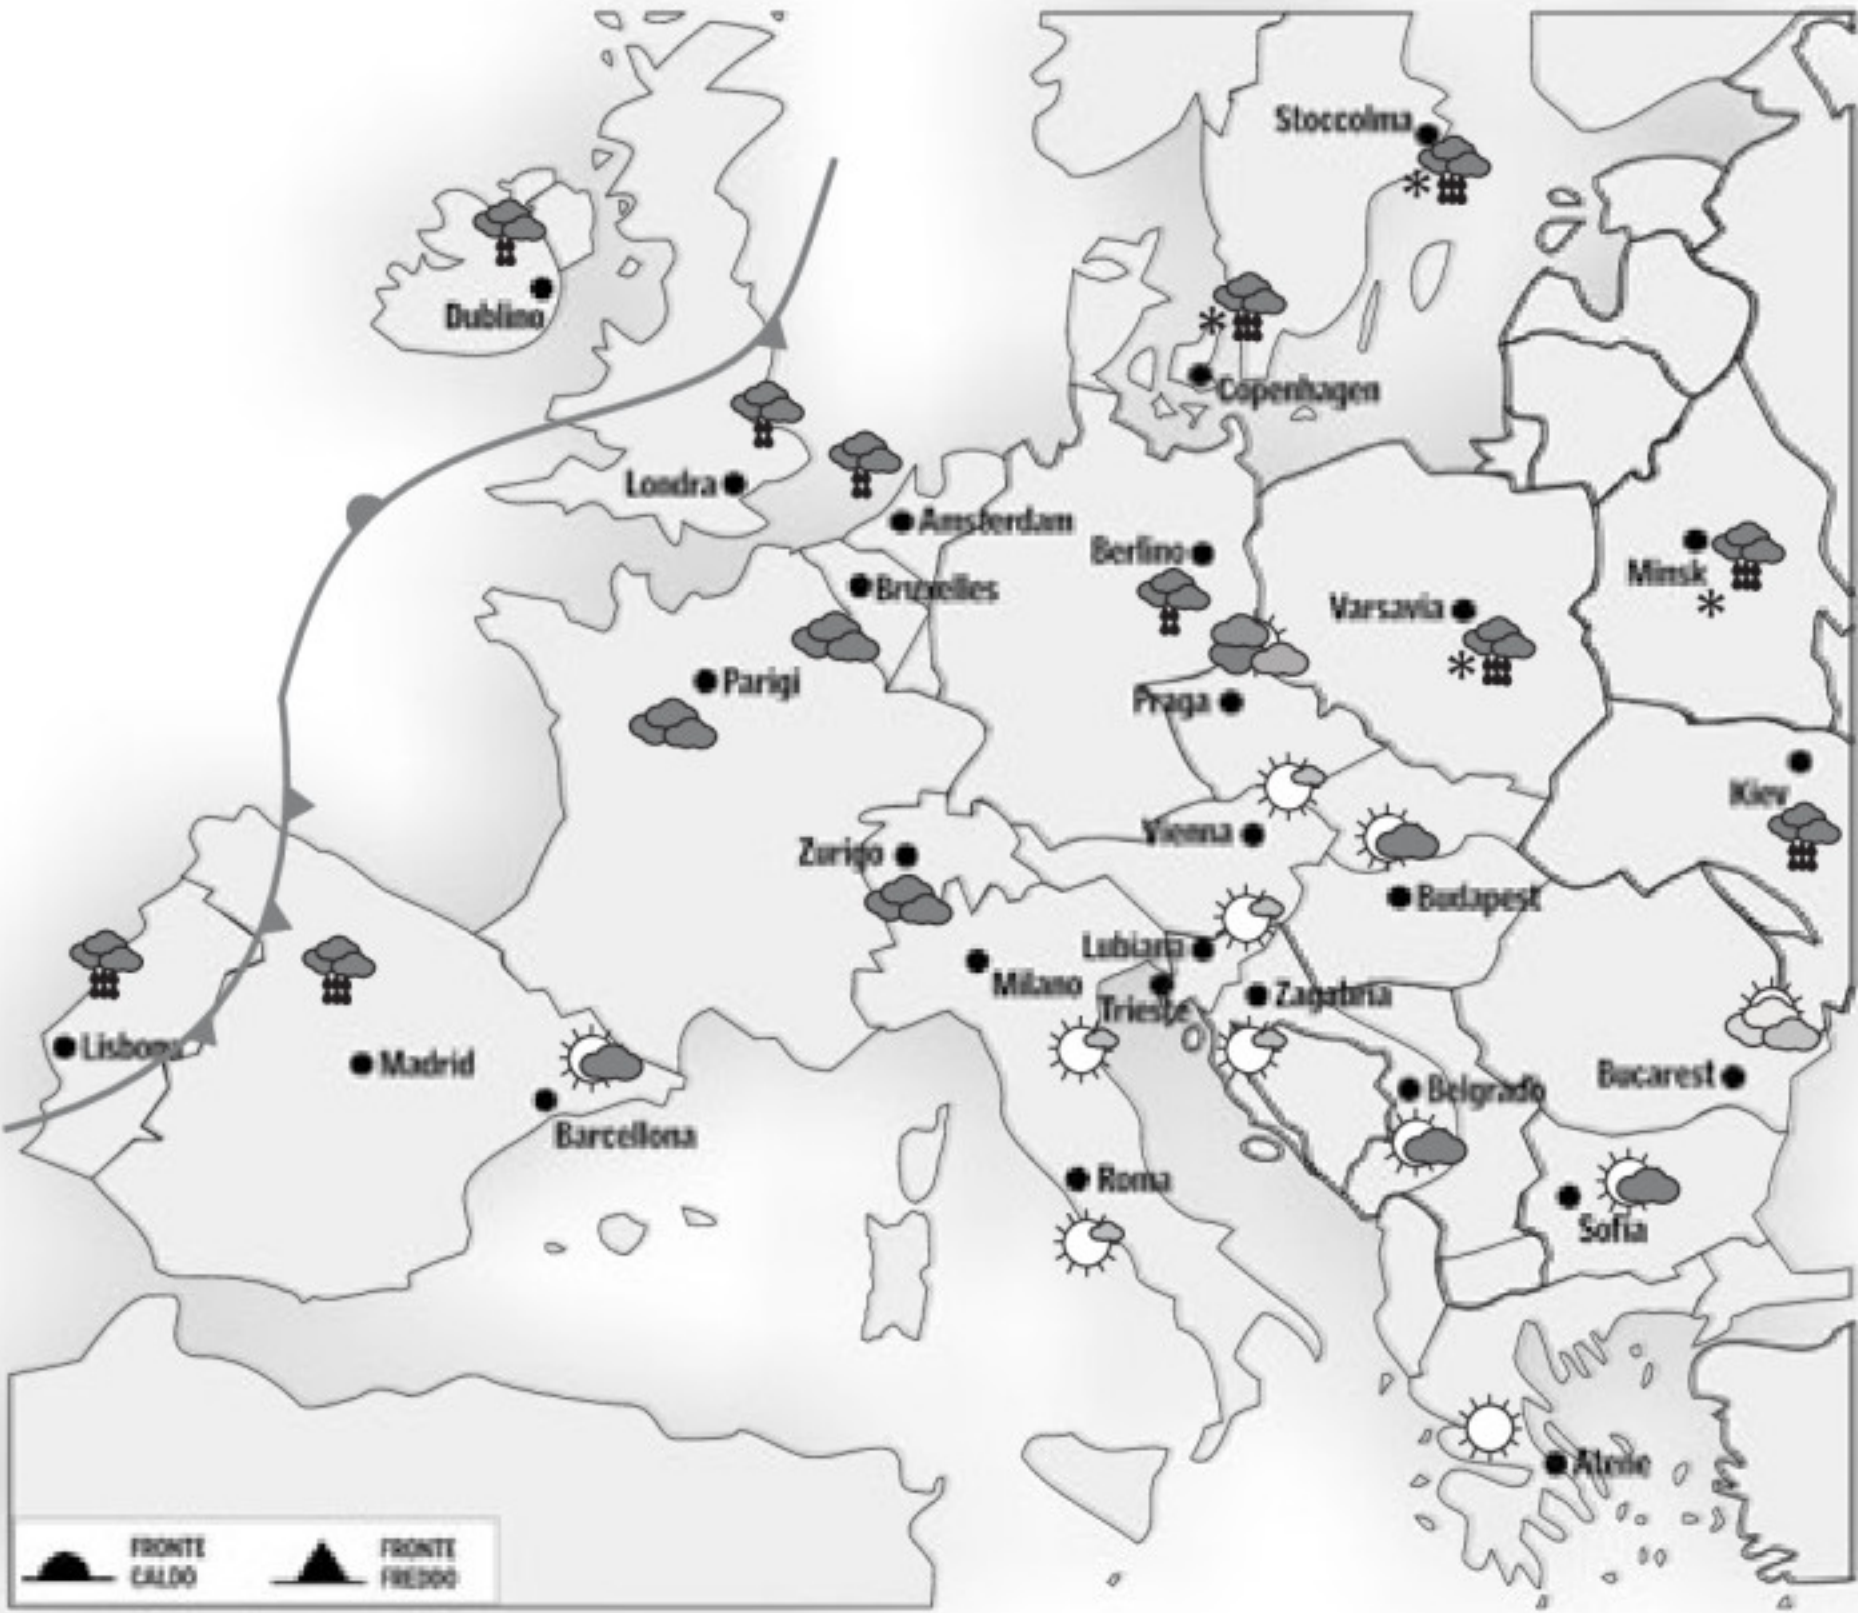 Stoccolma
Dublino
Copenhagen
Londra
Amsterdam
Berlino
Minsk
Bruxelles
Varsavia
Parigi
Praga
Kiev
Vienna
Zurigo
Budapest
Lubiana
Milano
Trieste
Zagabria
Lisbona
Madrid
Bucarest
Belgrado
Barcellona
Roma
Sofia
Atene
FRONTE
CALDO
FRONTE
FREDDO